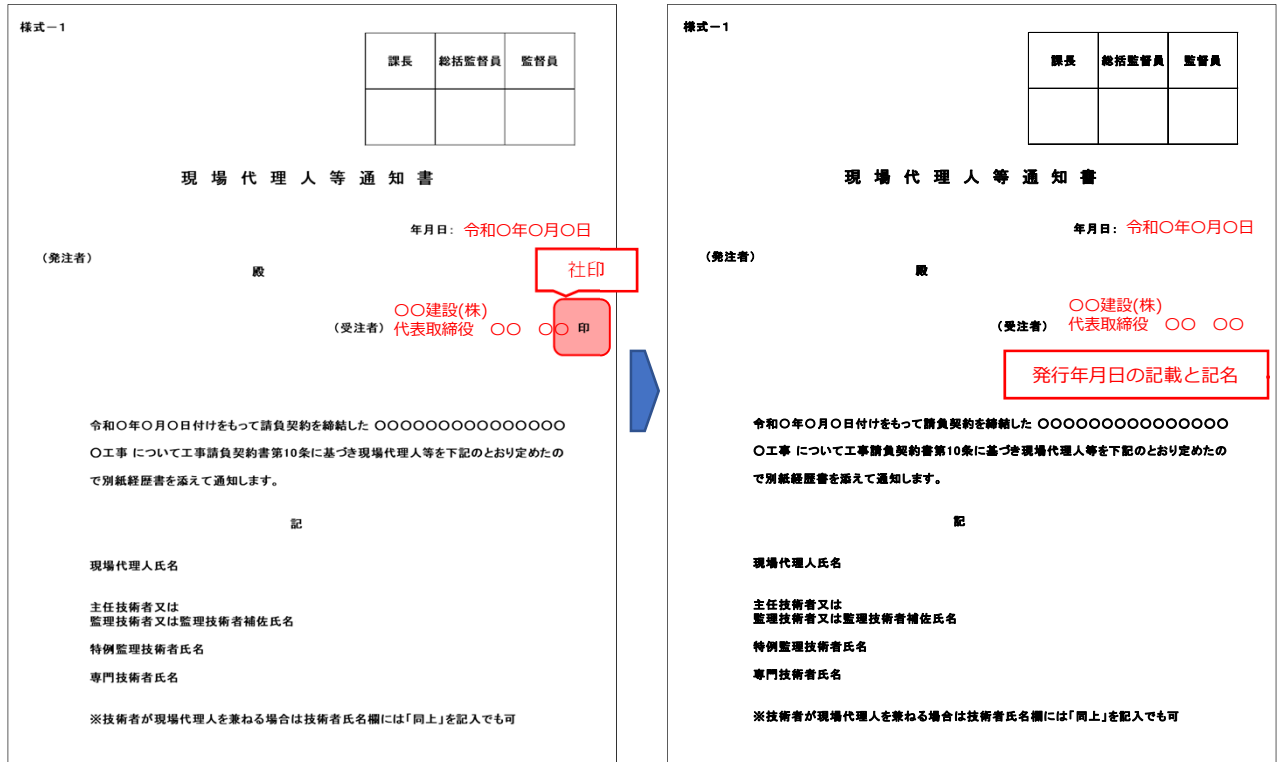 様式－1
課長 総括監督員 監督員
現場代理人等通知書
年月日： 令和〇年〇月〇日
（発注者）
殿
社印
〇〇建設(株)
（受注者） 代表取締役　〇〇　〇〇 印
令和〇年〇月〇日付けをもって請負契約を締結した 〇〇〇〇〇〇〇〇〇〇〇〇〇〇〇
〇工事 について工事請負契約書第10条に基づき現場代理人等を下記のとおり定めたの
で別紙経歴書を添えて通知します。
記
現場代理人氏名
主任技術者又は
監理技術者又は監理技術者補佐氏名
特例監理技術者氏名
専門技術者氏名
※技術者が現場代理人を兼ねる場合は技術者氏名欄には「同上」を記入でも可
様式－1
課長 総括監督員 監督員
現場代理人等通知書
年月日： 令和〇年〇月〇日
（発注者）
殿
〇〇建設(株)
（受注者） 代表取締役　〇〇　〇〇
発行年月日の記載と記名
令和〇年〇月〇日付けをもって請負契約を締結した 〇〇〇〇〇〇〇〇〇〇〇〇〇〇〇
〇工事 について工事請負契約書第10条に基づき現場代理人等を下記のとおり定めたの
で別紙経歴書を添えて通知します。
記
現場代理人氏名
主任技術者又は
監理技術者又は監理技術者補佐氏名
特例監理技術者氏名
専門技術者氏名
※技術者が現場代理人を兼ねる場合は技術者氏名欄には「同上」を記入でも可